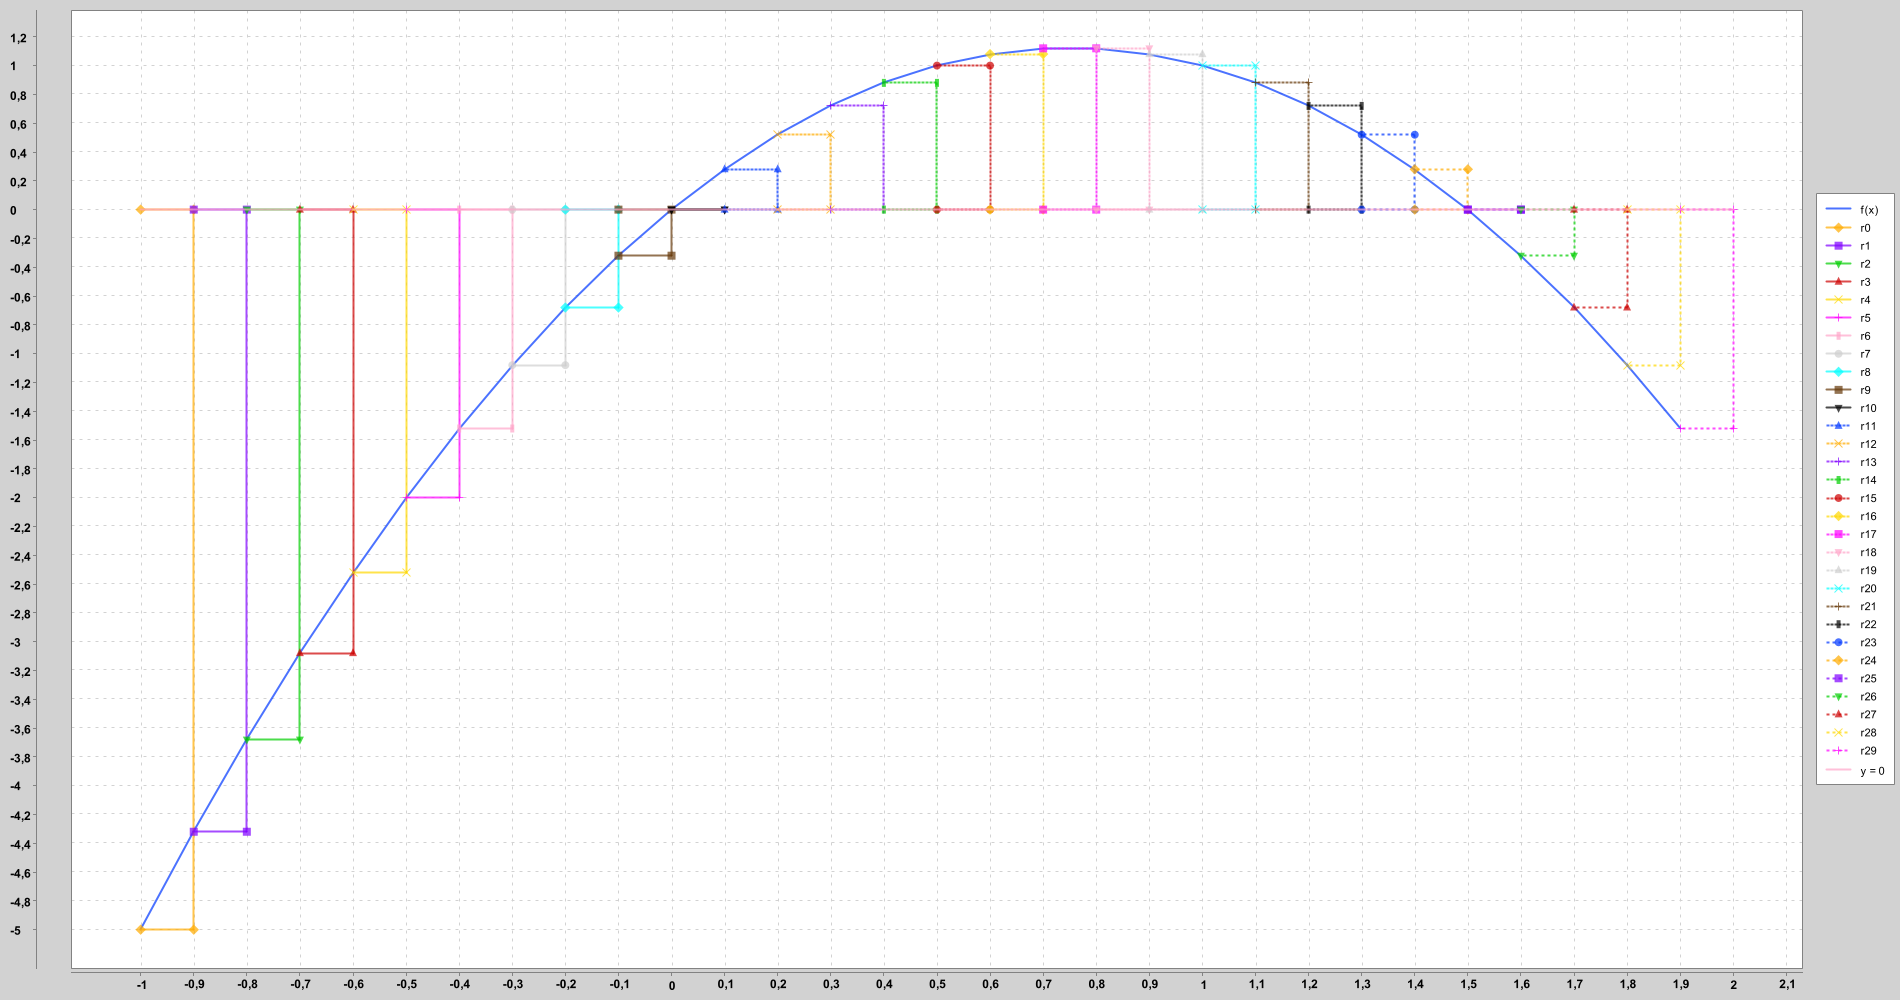 1,2
1
0,8
0,6
0,4
0,2
0
-0,2
-0,4
-0,6
-0,8
-1
-1,2
-1,4
-1,6
-1,8
-2
-2,2
-2,4
-2,6
-2,8
-3
-3,2
-3,4
-3,6
-3,8
-4
-4,2
-4,4
-4,6
-4,8
-5
-1 -0,9 -0,8 -0,7 -0,6 -0,5 -0,4 -0,3 -0,2 -0,1 0 0,1 0,2 0,3 0,4 0,5 0,6 0,7 0,8 0,9 1 1,1 1,2 1,3 1,4 1,5 1,6 1,7 1,8 1,9 2 2,1
f(x)
r0
r1
r2
r3
r4
r5
r6
r7
r8
r9
r10
r11
r12
r13
r14
r15
r16
r17
r18
r19
r20
r21
r22
r23
r24
r25
r26
r27
r28
r29
y = 0